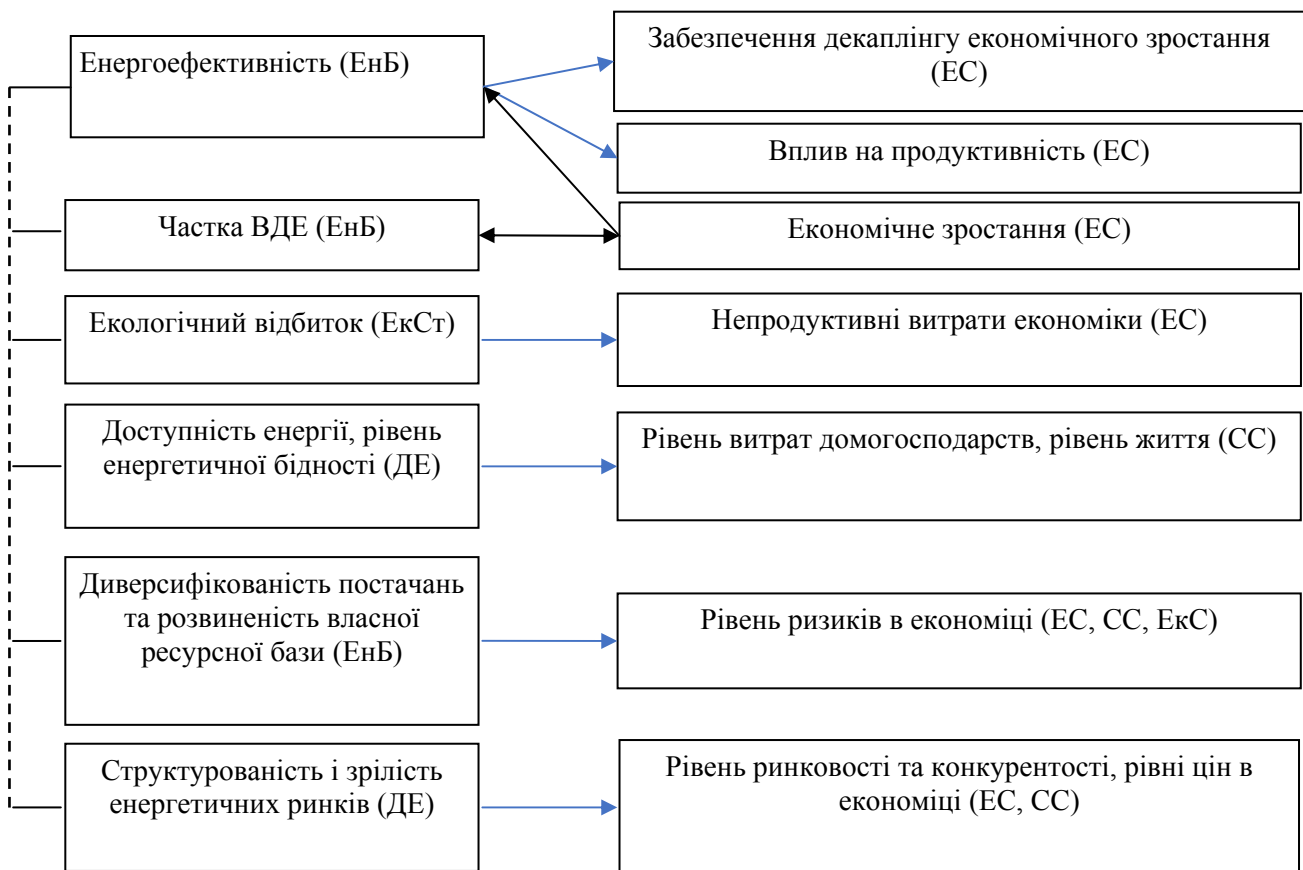 Енергоефективність (ЕнБ)
Забезпечення декаплінгу економічного зростання
(ЕС)
Вплив на продуктивність (ЕС)
Частка ВДЕ (ЕнБ)
Економічне зростання (ЕС)
Екологічний відбиток (ЕкСт)
Непродуктивні витрати економіки (ЕС)
Доступність енергії, рівень
енергетичної бідності (ДЕ)
Рівень витрат домогосподарств, рівень життя (СС)
Диверсифікованість постачань
та розвиненість власної
ресурсної бази (ЕнБ)
Рівень ризиків в економіці (ЕС, СС, ЕкС)
Структурованість і зрілість
енергетичних ринків (ДЕ)
Рівень ринковості та конкурентості, рівні цін в
економіці (ЕС, СС)